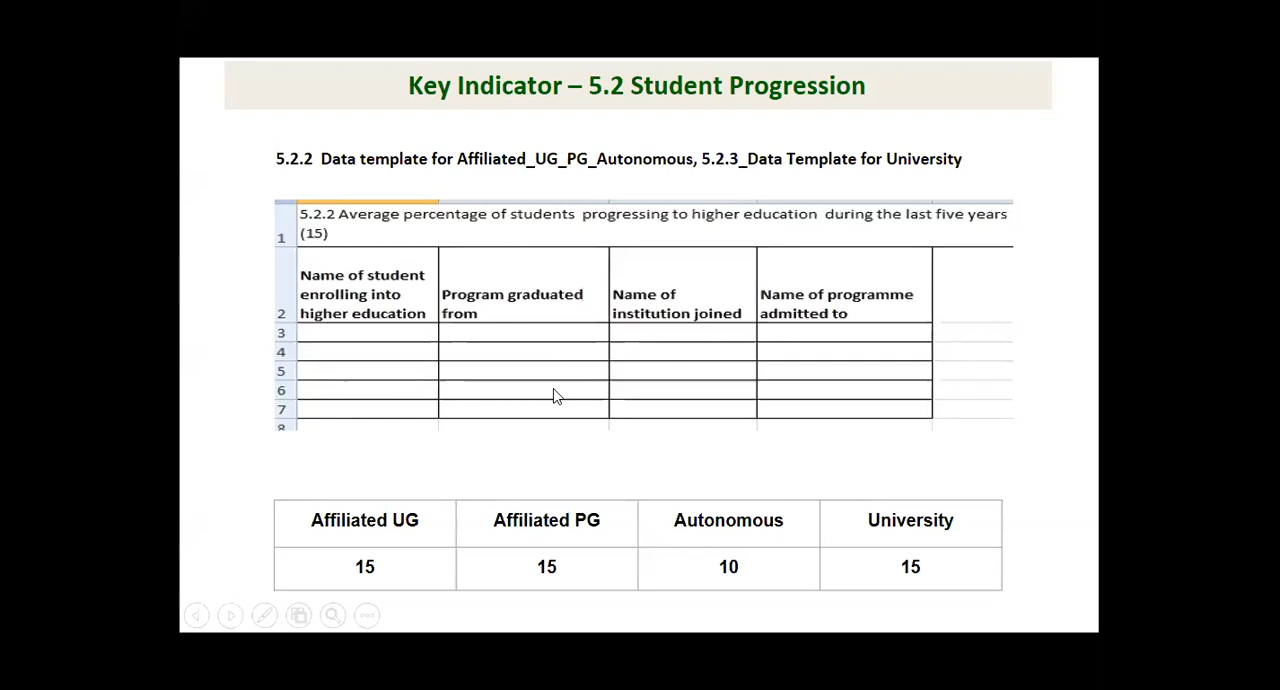 Key Indicator – 5.2 Student Progression
5.2.2 Data template for Affiliated_UG_PG_Autonomous, 5.2.3_Data Template for University
5.2.2 Average percentage of students progressing to higher education during the last five years
1 (15)
Name of student
enrolling into Program graduated Name of Name of programme
2 higher education from institution joined admitted to
3
4
5
6
7
8
Affiliated UG Affiliated PG Autonomous University
15 15 10 15